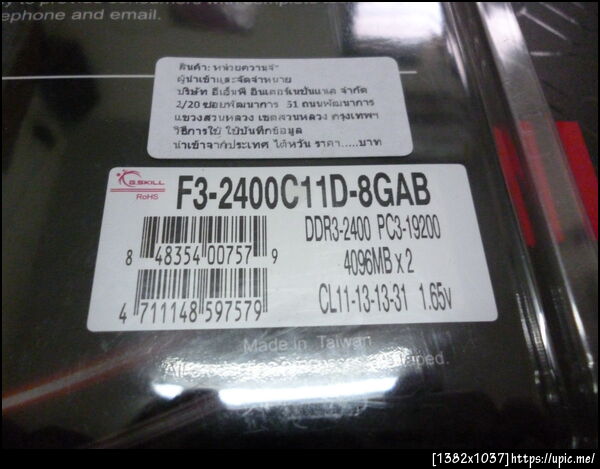 ephone and email.
สินค้า: หน่วยความจำ
ผู้นำเข้าและจัดจำหน่าย
บริษัท อีเอ็นพี อินเตอร์เนชั่นแนล จำกัด
2/20 ซอยพัฒนาการ 51 ถนนพัฒนาการ
แขวงสวนหลวง เขตสวนหลวง กรุงเทพฯ
วิธีการใช้ ใช้บันทึกข้อมูล
นำเข้าจากประเทศ ไต้หวัน ราคา.....บาท
G.SKILL
RoHS
F3-2400C11D-8GAB
DDR3-2400 PC3-19200
4096MB x 2
CL11-13-13-31 1.65v
8 48354 00757 9
4 711148 597579
Made in Taiwan
[1382x1037]https://upic.me/